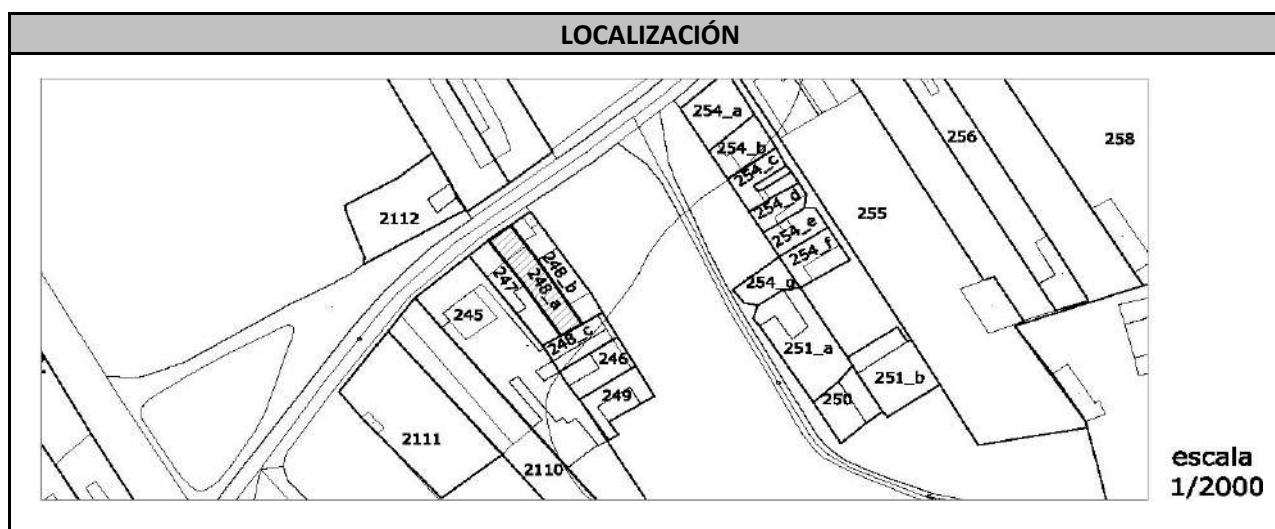 LOCALIZACIÓN
254_a
256
258
254_b
254_c
2112
254_d
255
254_e
248_b
254_f
247
248_a
254_g
245
248_c
251_a
246
251_b
249
250
2111
2110
escala
1/2000